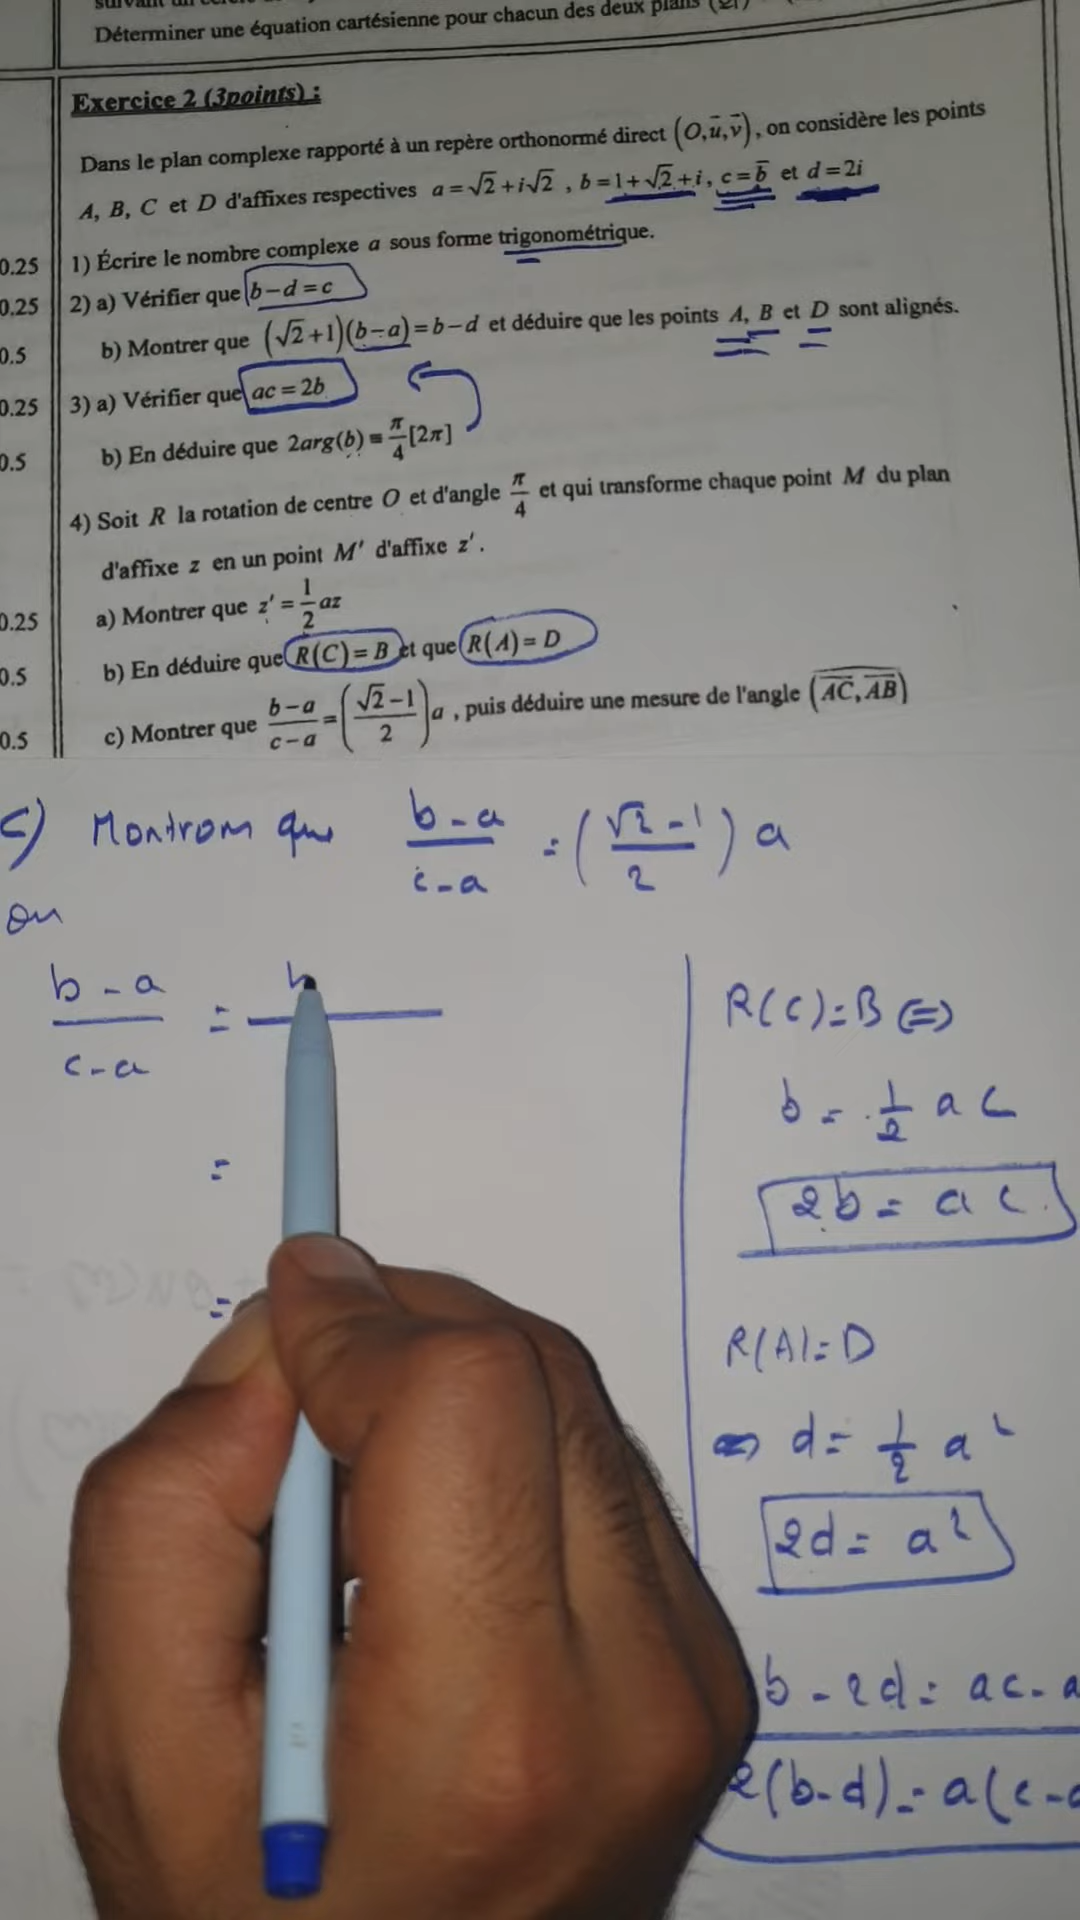 Déterminer une équation cartésienne pour chacun des deux plans
Exercice 2 (3points) :
Dans le plan complexe rapporté à un repère orthonormé direct (O, u⃗, v⃗), on considère les points
A, B, C et D d'affixes respectives a = √2 + i√2 , b = 1 + √2 + i , c = b̄ et d = 2i
0.25 1) Écrire le nombre complexe a sous forme trigonométrique.
0.25 2) a) Vérifier que b − d = c
0.5 b) Montrer que (√2 + 1)(b − a) = b − d et déduire que les points A, B et D sont alignés.
0.25 3) a) Vérifier que ac = 2b
0.5 b) En déduire que 2arg(b) ≡ π/4 [2π]
4) Soit R la rotation de centre O et d'angle π/4 et qui transforme chaque point M du plan
d'affixe z en un point M' d'affixe z' .
0.25 a) Montrer que z' = 1/2 az
0.5 b) En déduire que R(C) = B et que R(A) = D
0.5 c) Montrer que (b − a)/(c − a) = ((√2 − 1)/2) a , puis déduire une mesure de l'angle (AC, AB)
c) Montrons que (b - a)/(c - a) = ((√2 - 1)/2) a
on
(b - a)/(c - a) = b
=
=
R(C) = B ⇔
b = 1/2 a c
2b = a c
R(A) = D
⇔ d = 1/2 a²
2d = a²
b - 2d = ac - a
2(b - d) = a(c - a